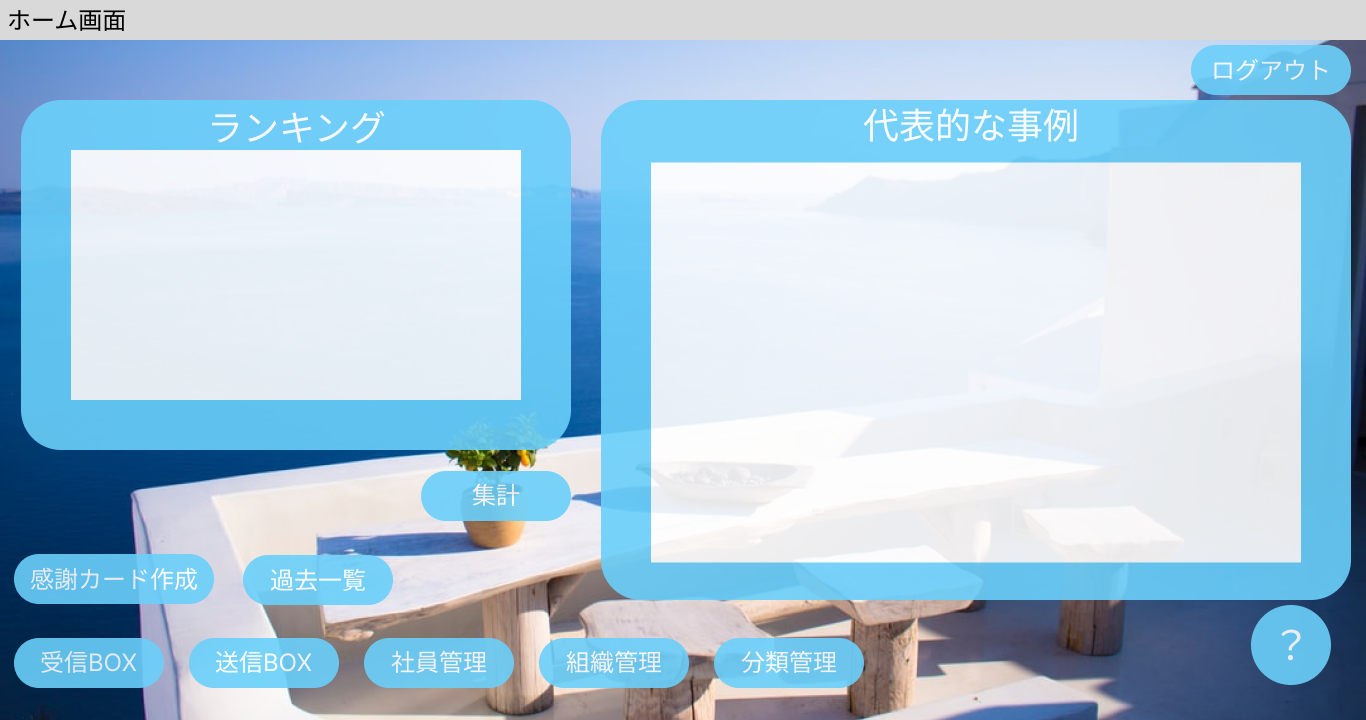 ホーム画面
ログアウト
ランキング
代表的な事例
集計
感謝カード作成
過去一覧
受信BOX
送信BOX
社員管理
組織管理
分類管理
？